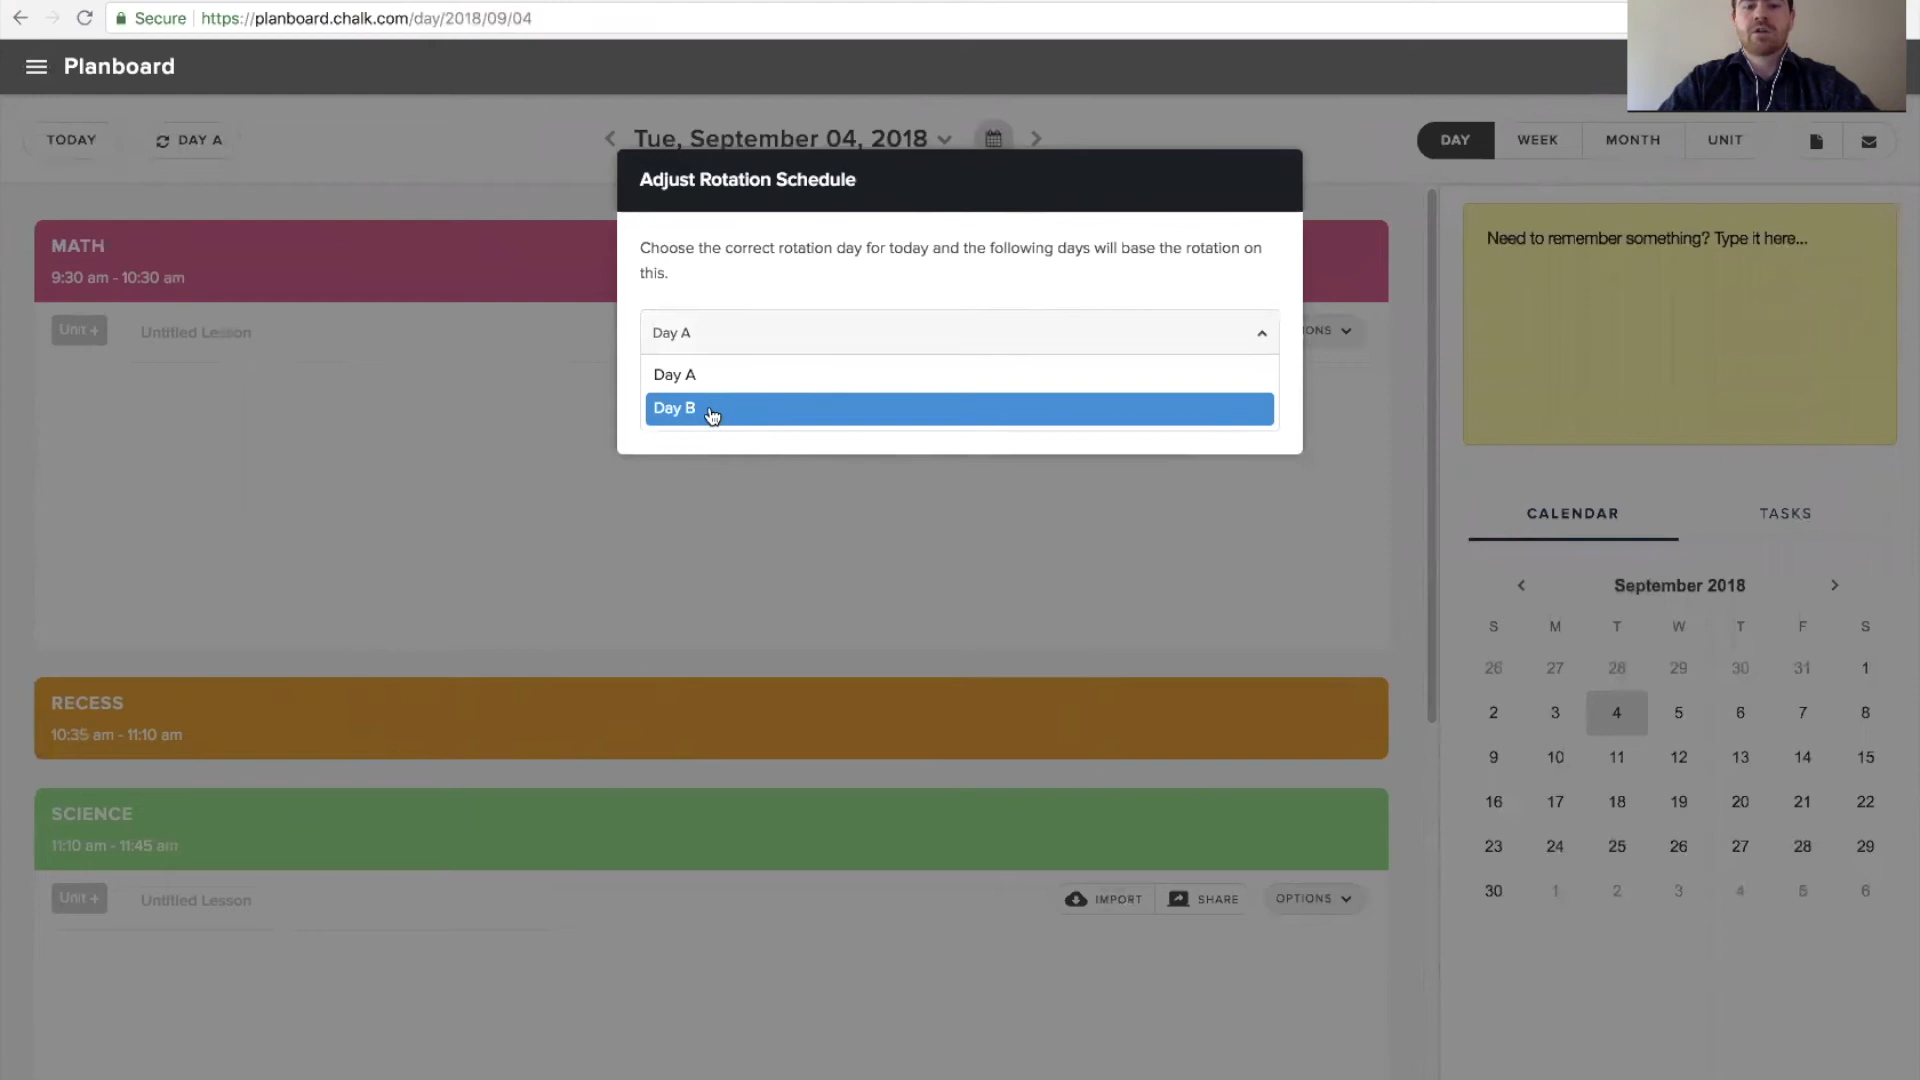 Secure https://planboard.chalk.com/day/2018/09/04
Planboard
TODAY
DAY A
Tue, September 04, 2018
DAY
WEEK
MONTH
UNIT
Adjust Rotation Schedule
Choose the correct rotation day for today and the following days will base the rotation on
this.
Day A
Day A
Day B
MATH
9:30 am - 10:30 am
Unit +
Untitled Lesson
IONS
RECESS
10:35 am - 11:10 am
SCIENCE
11:10 am - 11:45 am
Unit +
Untitled Lesson
IMPORT
SHARE
OPTIONS
Need to remember something? Type it here...
CALENDAR
TASKS
September 2018
S M T W T F S
26 27 28 29 30 31 1
2 3 4 5 6 7 8
9 10 11 12 13 14 15
16 17 18 19 20 21 22
23 24 25 26 27 28 29
30 1 2 3 4 5 6